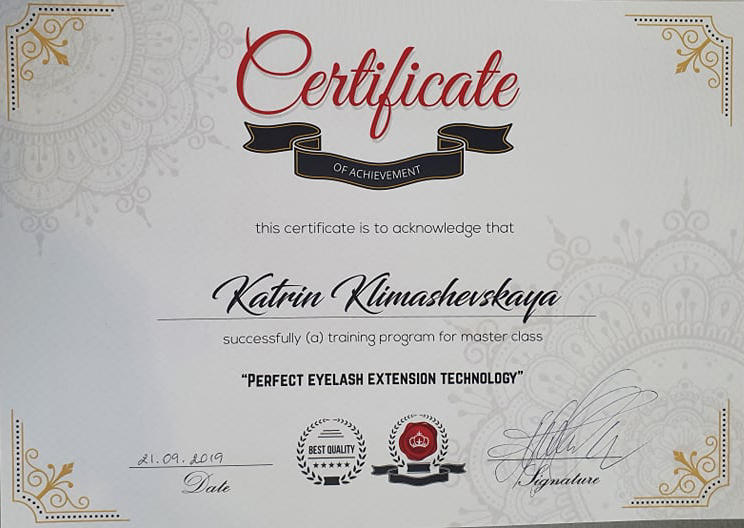 Certificate
OF ACHIEVEMENT
this certificate is to acknowledge that
Katrin Klimashevskaya
successfully (a) training program for master class
"PERFECT EYELASH EXTENSION TECHNOLOGY"
BEST QUALITY
21.09.2019
Date
Signature